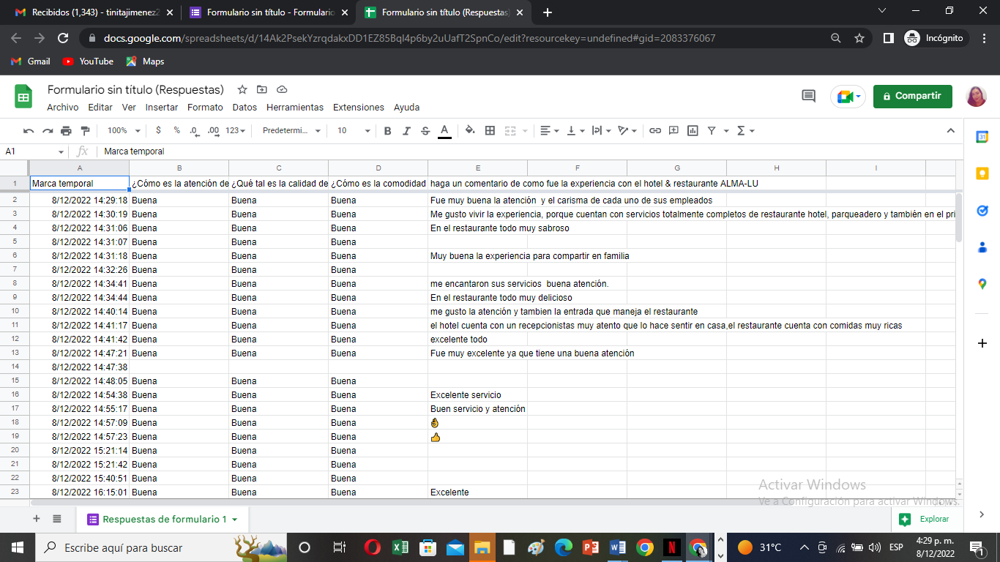 Recibidos (1,343) - tinitajimenez2
Formulario sin título - Formulario
Formulario sin título (Respuestas)
docs.google.com/spreadsheets/d/14Ak2PsekYzrqdakxDD1EZ85Bql4p6by2uUafT2SpnCo/edit?resourcekey=undefined#gid=2083376067
Incógnito
Gmail YouTube Maps
Formulario sin título (Respuestas)
Archivo Editar Ver Insertar Formato Datos Herramientas Extensiones Ayuda
Compartir
100% $ % .0 .00 123 Predetermi... 10 B I S A
A1 fx Marca temporal
A B C D E F G H I
1 Marca temporal ¿Cómo es la atención de ¿Qué tal es la calidad de ¿Cómo es la comodidad haga un comentario de como fue la experiencia con el hotel & restaurante ALMA-LU
2 8/12/2022 14:29:18 Buena Buena Buena Fue muy buena la atención y el carisma de cada uno de sus empleados
3 8/12/2022 14:30:19 Buena Buena Buena Me gusto vivir la experiencia, porque cuentan con servicios totalmente completos de restaurante hotel, parqueadero y también en el pri
4 8/12/2022 14:31:06 Buena Buena Buena En el restaurante todo muy sabroso
5 8/12/2022 14:31:07 Buena Buena Buena
6 8/12/2022 14:31:18 Buena Buena Buena Muy buena la experiencia para compartir en familia
7 8/12/2022 14:32:26 Buena Buena Buena
8 8/12/2022 14:34:41 Buena Buena Buena me encantaron sus servicios buena atención.
9 8/12/2022 14:34:44 Buena Buena Buena En el restaurante todo muy delicioso
10 8/12/2022 14:40:14 Buena Buena Buena me gusto la atención y tambien la entrada que maneja el restaurante
11 8/12/2022 14:41:17 Buena Buena Buena el hotel cuenta con un recepcionistas muy atento que lo hace sentir en casa,el restaurante cuenta con comidas muy ricas
12 8/12/2022 14:41:42 Buena Buena Buena excelente todo
13 8/12/2022 14:47:21 Buena Buena Buena Fue muy excelente ya que tiene una buena atención
14 8/12/2022 14:47:38
15 8/12/2022 14:48:05 Buena Buena Buena
16 8/12/2022 14:54:38 Buena Buena Buena Excelente servicio
17 8/12/2022 14:55:17 Buena Buena Buena Buen servicio y atención
18 8/12/2022 14:57:09 Buena Buena Buena 👌
19 8/12/2022 14:57:23 Buena Buena Buena 👍
20 8/12/2022 15:21:14 Buena Buena Buena
21 8/12/2022 15:21:42 Buena Buena Buena
22 8/12/2022 15:40:51 Buena Buena Buena
23 8/12/2022 16:15:01 Buena Buena Buena Excelente
Activar Windows
Ve a Configuración para activar Windows.
Respuestas de formulario 1
Explorar
Escribe aquí para buscar
31°C
ESP
4:29 p. m.
8/12/2022
1